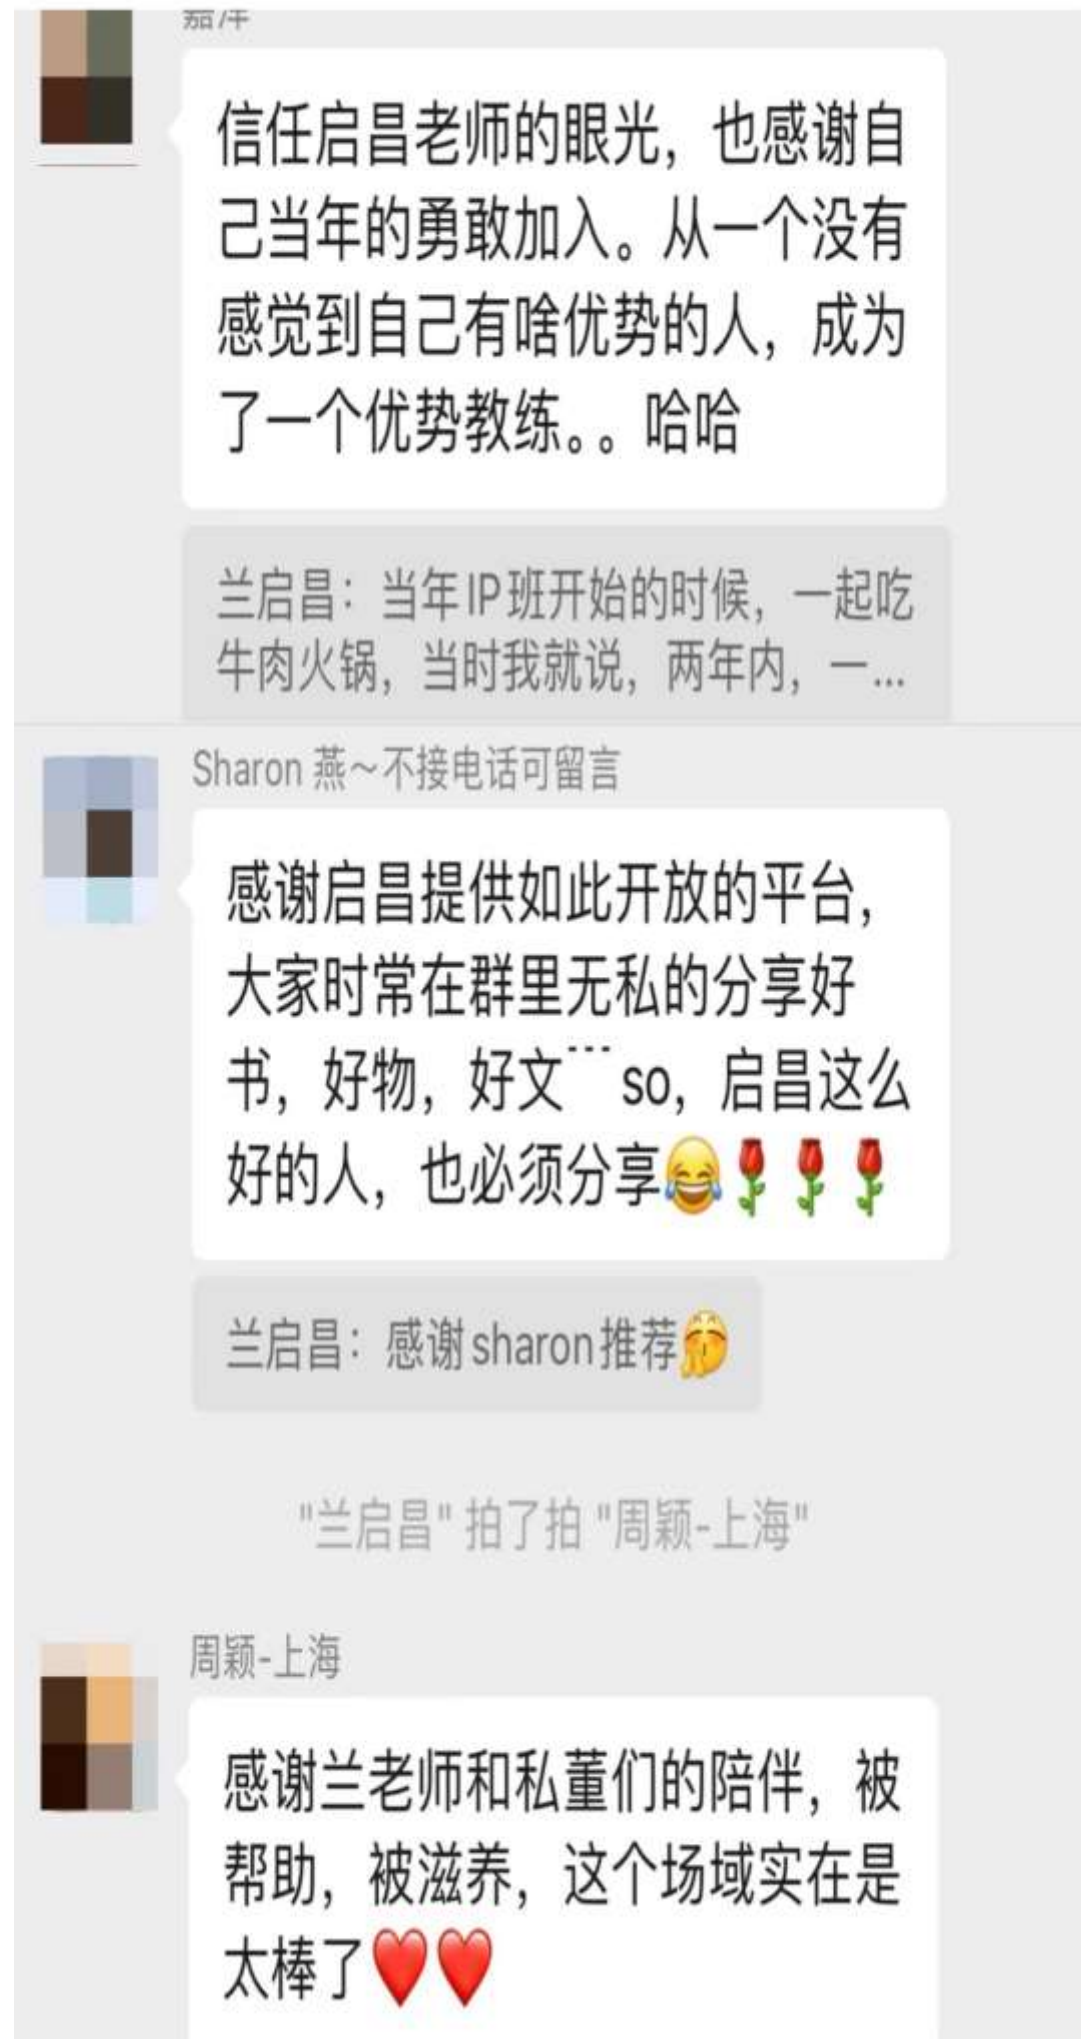 信任启昌老师的眼光，也感谢自
己当年的勇敢加入。从一个没有
感觉到自己有啥优势的人，成为
了一个优势教练。。哈哈
兰启昌：当年IP班开始的时候，一起吃
牛肉火锅，当时我就说，两年内，一...
Sharon 燕～不接电话可留言
感谢启昌提供如此开放的平台，
大家时常在群里无私的分享好
书，好物，好文```so，启昌这么
好的人，也必须分享😂🌹🌹🌹
兰启昌：感谢sharon推荐🤭
"兰启昌" 拍了拍 "周颖-上海"
周颖-上海
感谢兰老师和私董们的陪伴，被
帮助，被滋养，这个场域实在是
太棒了❤️❤️